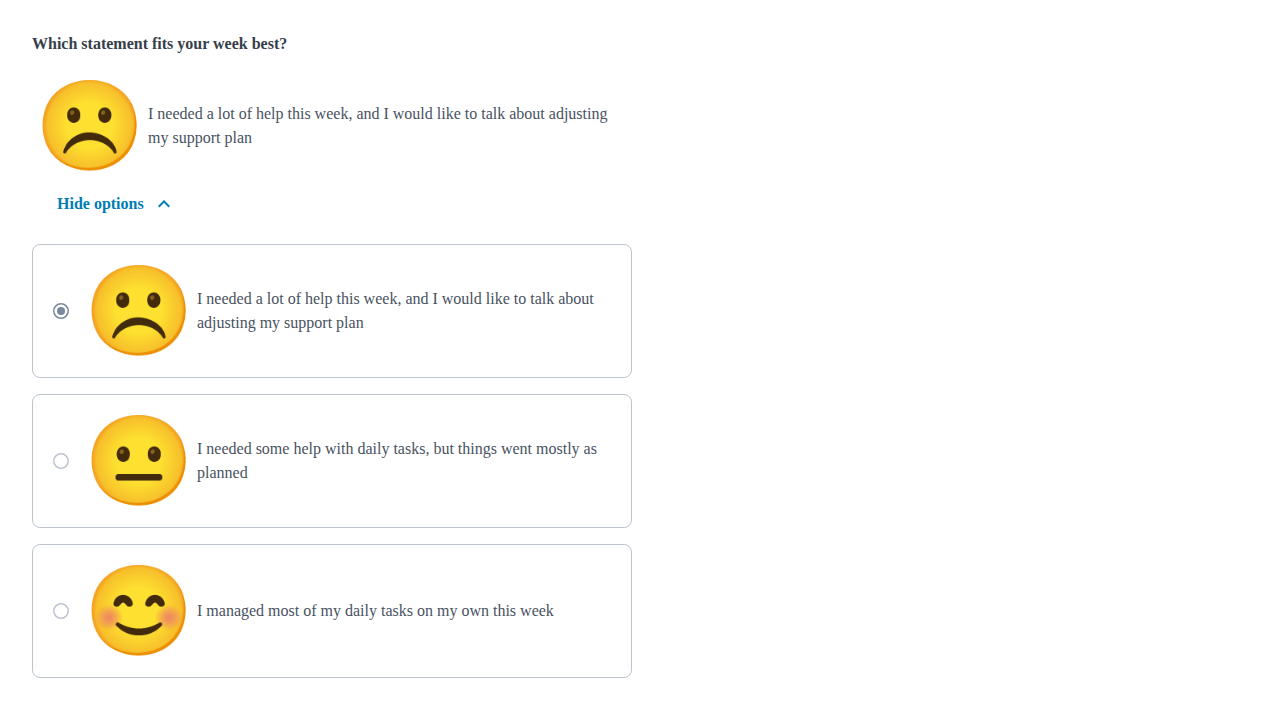 Which statement fits your week best?
I needed a lot of help this week, and I would like to talk about adjusting
my support plan
Hide options
I needed a lot of help this week, and I would like to talk about
adjusting my support plan
I needed some help with daily tasks, but things went mostly as
planned
I managed most of my daily tasks on my own this week